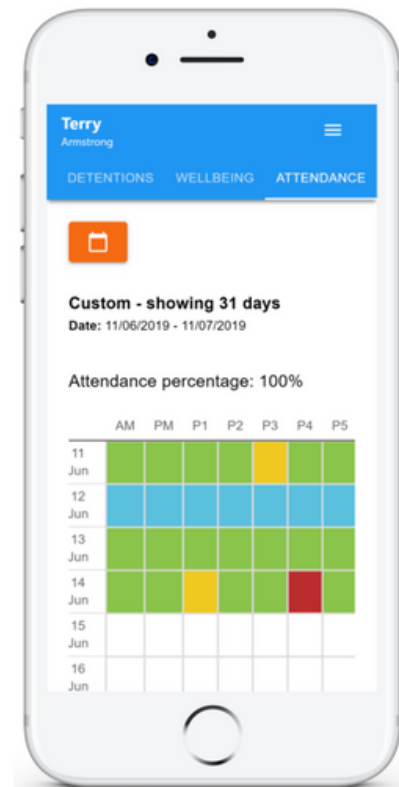 Terry
Armstrong
DETENTIONS WELLBEING ATTENDANCE
Custom - showing 31 days
Date: 11/06/2019 - 11/07/2019
Attendance percentage: 100%
AM PM P1 P2 P3 P4 P5
11
Jun
12
Jun
13
Jun
14
Jun
15
Jun
16
Jun